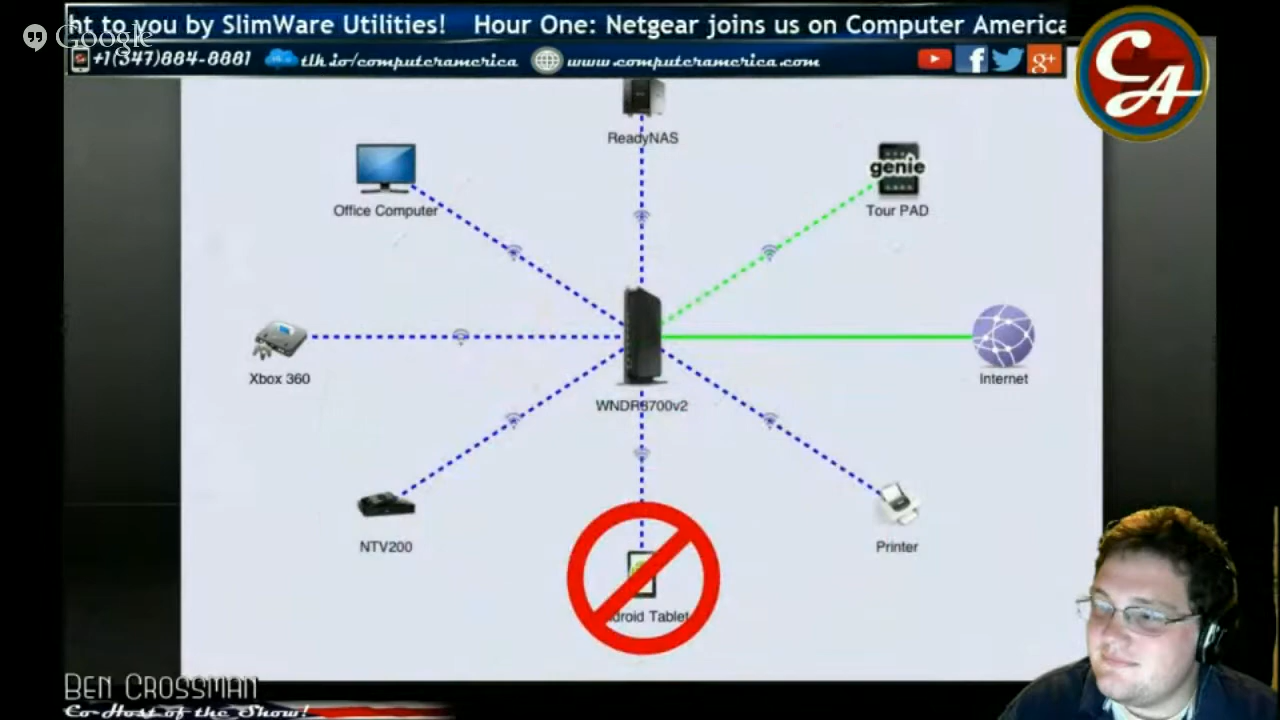 ht to you by SlimWare Utilities! Hour One: Netgear joins us on Computer America
Google
+1(347)884-8881 tlk.io/computeramerica www.computeramerica.com
CA
ReadyNAS
genie
Office Computer
Tour PAD
Xbox 360
Internet
WNDR3700v2
NTV200
Printer
droid Tablet
BEN CROSSMAN
Co-Host of the Show!